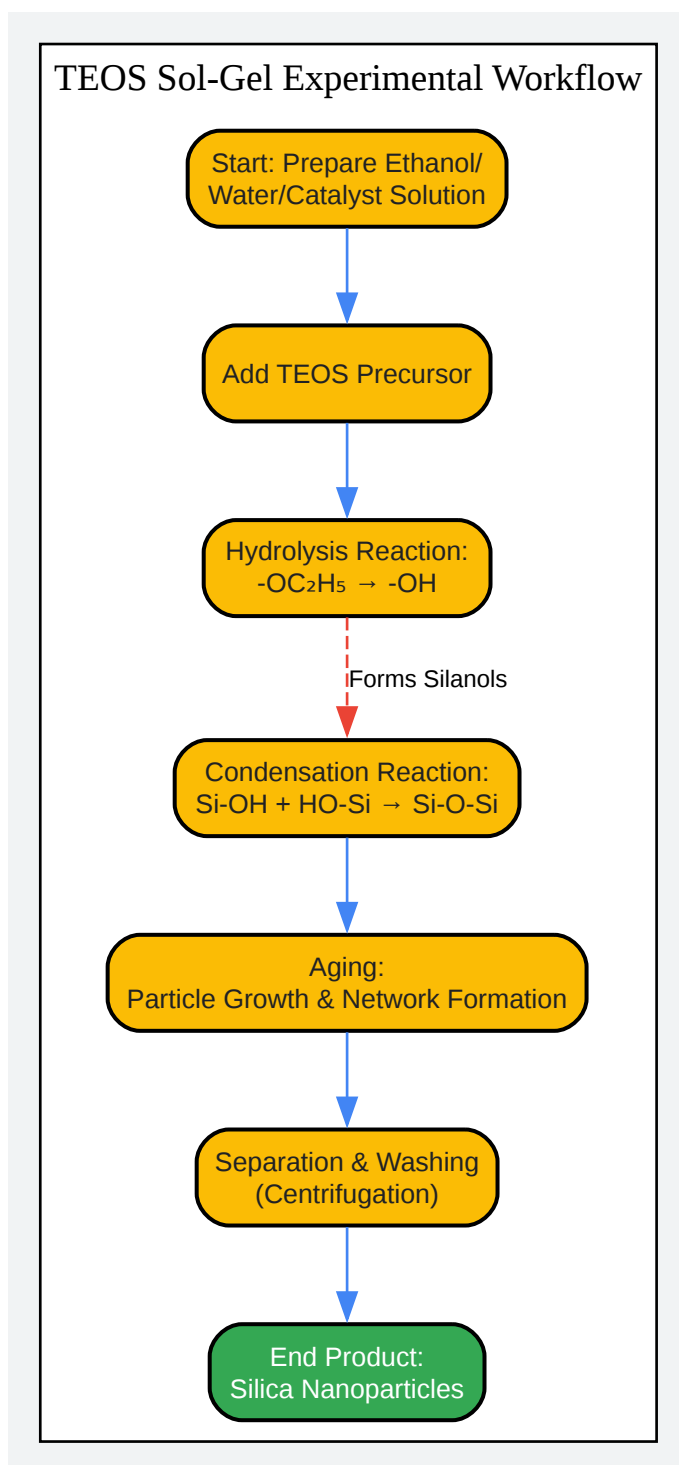 TEOS Sol-Gel Experimental Workflow
Start: Prepare Ethanol/
Water/Catalyst Solution
Add TEOS Precursor
Hydrolysis Reaction:
-OC₂H₅ → -OH
Forms Silanols
Condensation Reaction:
Si-OH + HO-Si → Si-O-Si
Aging:
Particle Growth & Network Formation
Separation & Washing
(Centrifugation)
End Product:
Silica Nanoparticles